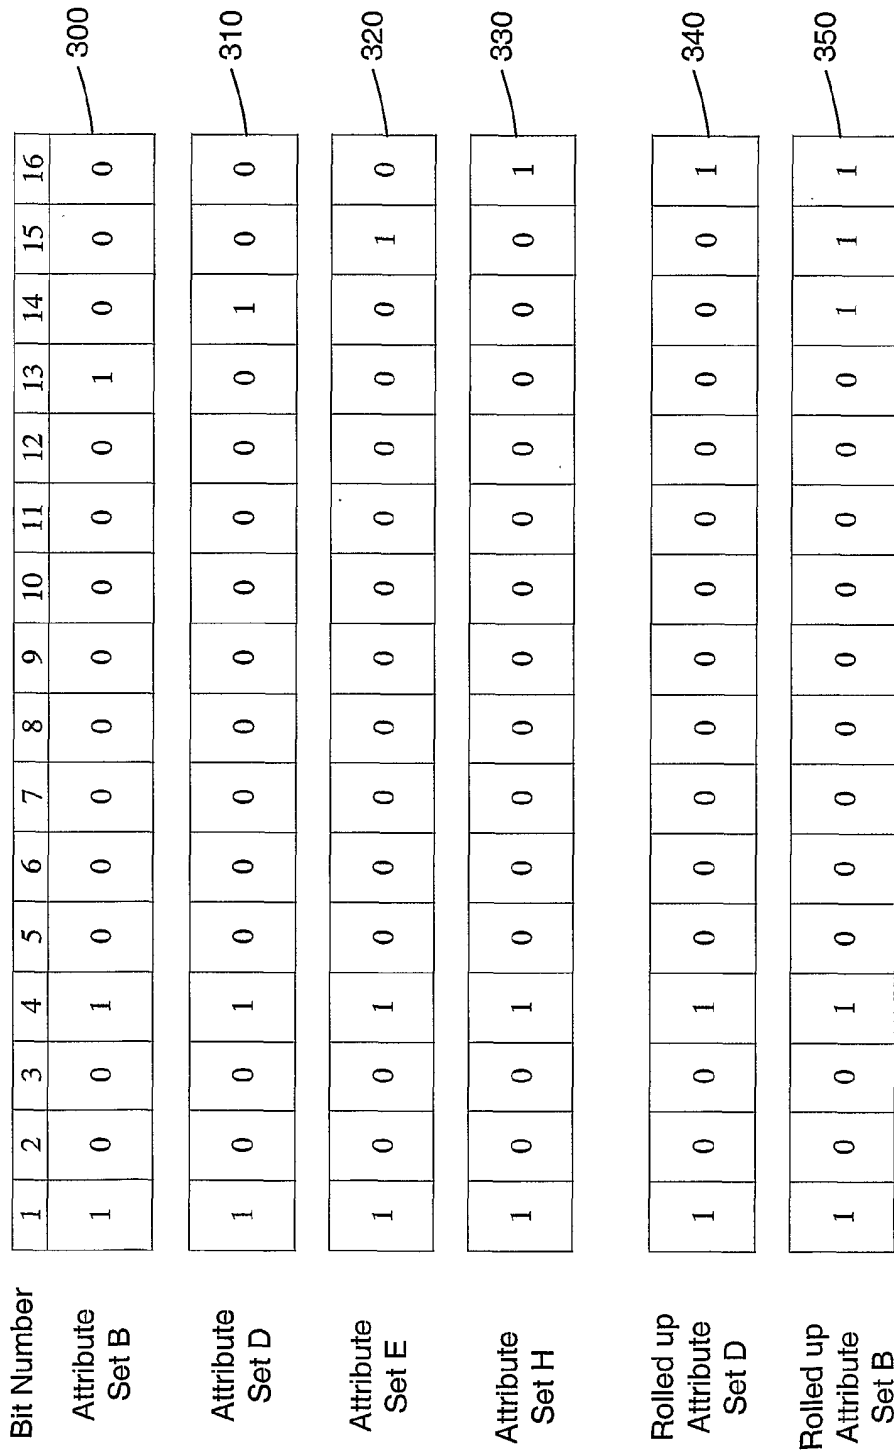 Bit Number 1 2 3 4 5 6 7 8 9 10 11 12 13 14 15 16
Attribute
Set B
1 0 0 1 0 0 0 0 0 0 0 0 1 0 0 0
300
Attribute
Set D
1 0 0 1 0 0 0 0 0 0 0 0 0 1 0 0
310
Attribute
Set E
1 0 0 1 0 0 0 0 0 0 0 0 0 0 1 0
320
Attribute
Set H
1 0 0 1 0 0 0 0 0 0 0 0 0 0 0 1
330
Rolled up
Attribute
Set D
1 0 0 1 0 0 0 0 0 0 0 0 0 0 0 1
340
Rolled up
Attribute
Set B
1 0 0 1 0 0 0 0 0 0 0 0 0 1 1 1
350